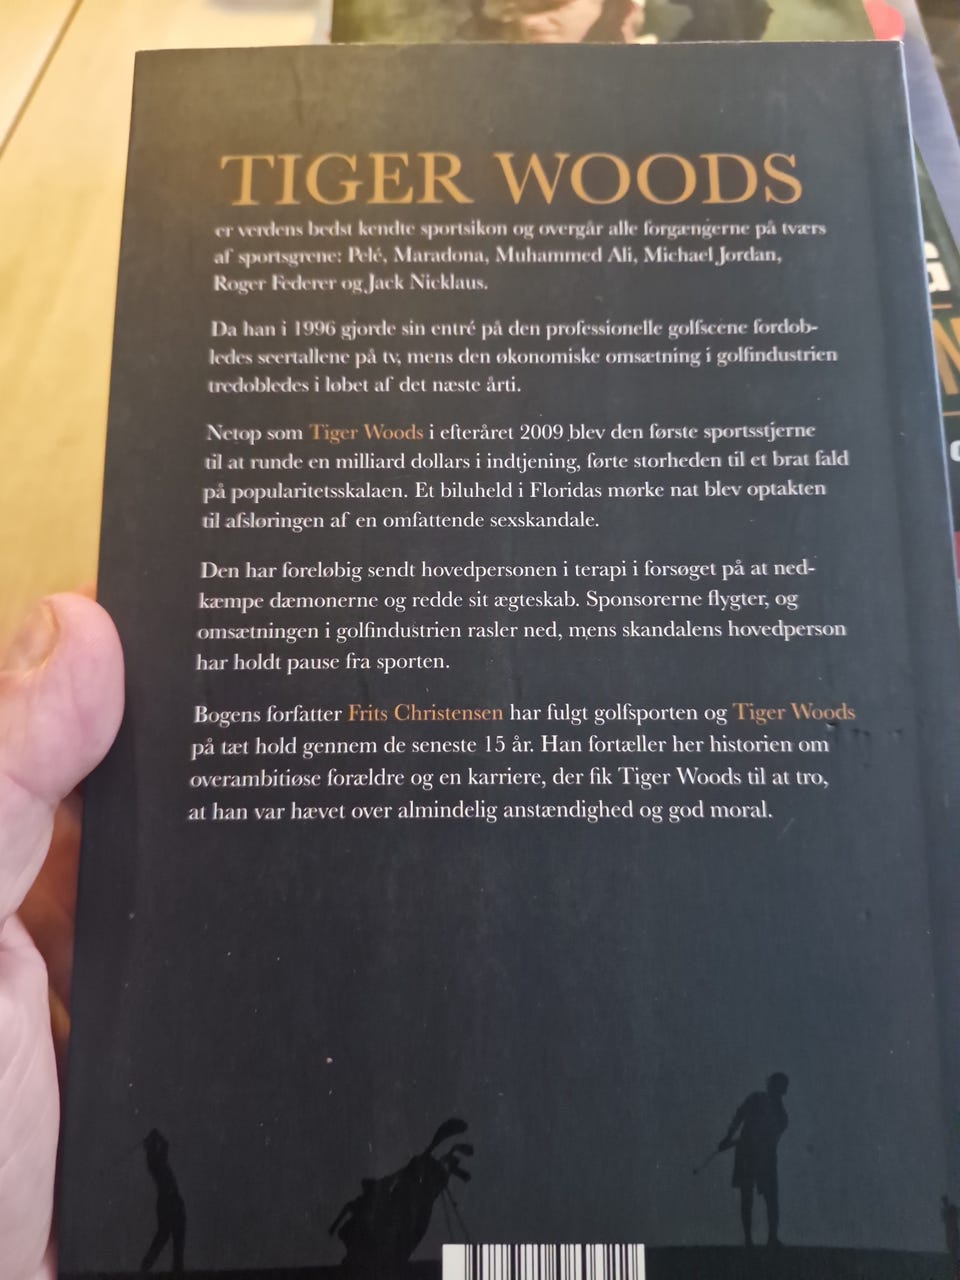 TIGER WOODS
er verdens bedst kendte sportsikon og overgår alle forgængerne på tværs
af sportsgrene: Pelé, Maradona, Muhammed Ali, Michael Jordan,
Roger Federer og Jack Nicklaus.
Da han i 1996 gjorde sin entré på den professionelle golfscene fordob-
ledes seertallene på tv, mens den økonomiske omsætning i golfindustrien
tredobledes i løbet af det næste årti.
Netop som Tiger Woods i efteråret 2009 blev den første sportsstjerne
til at runde en milliard dollars i indtjening, førte storheden til et brat fald
på popularitetsskalaen. Et biluheld i Floridas mørke nat blev optakten
til afsløringen af en omfattende sexskandale.
Den har foreløbig sendt hovedpersonen i terapi i forsøget på at ned-
kæmpe dæmonerne og redde sit ægteskab. Sponsorerne flygter, og
omsætningen i golfindustrien rasler ned, mens skandalens hovedperson
har holdt pause fra sporten.
Bogens forfatter Frits Christensen har fulgt golfsporten og Tiger Woods
på tæt hold gennem de seneste 15 år. Han fortæller her historien om
overambitiøse forældre og en karriere, der fik Tiger Woods til at tro,
at han var hævet over almindelig anstændighed og god moral.